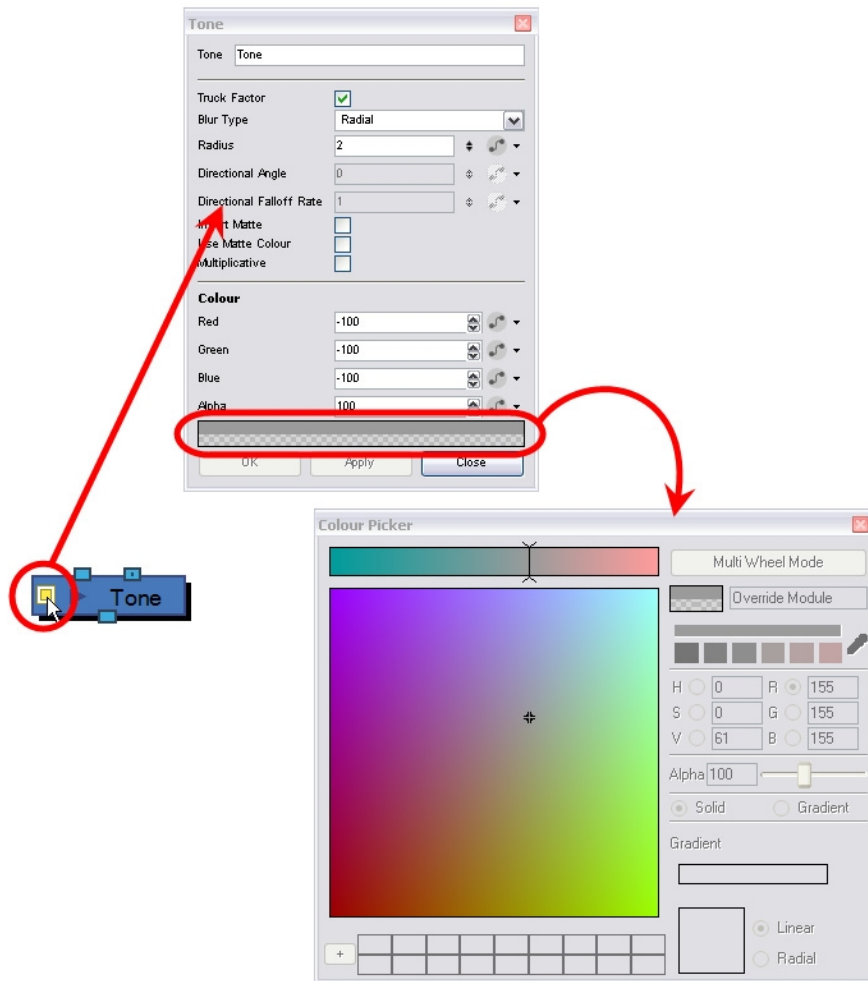 Tone
Tone Tone
Truck Factor
Blur Type Radial
Radius 2
Directional Angle 0
Directional Falloff Rate 1
Invert Matte
Use Matte Colour
Multiplicative
Colour
Red -100
Green -100
Blue -100
Alpha 100
OK Apply Close
Tone
Colour Picker
Multi Wheel Mode
Override Module
H 0 R 155
S 0 G 155
V 61 B 155
Alpha 100
Solid Gradient
Gradient
Linear
+
Radial